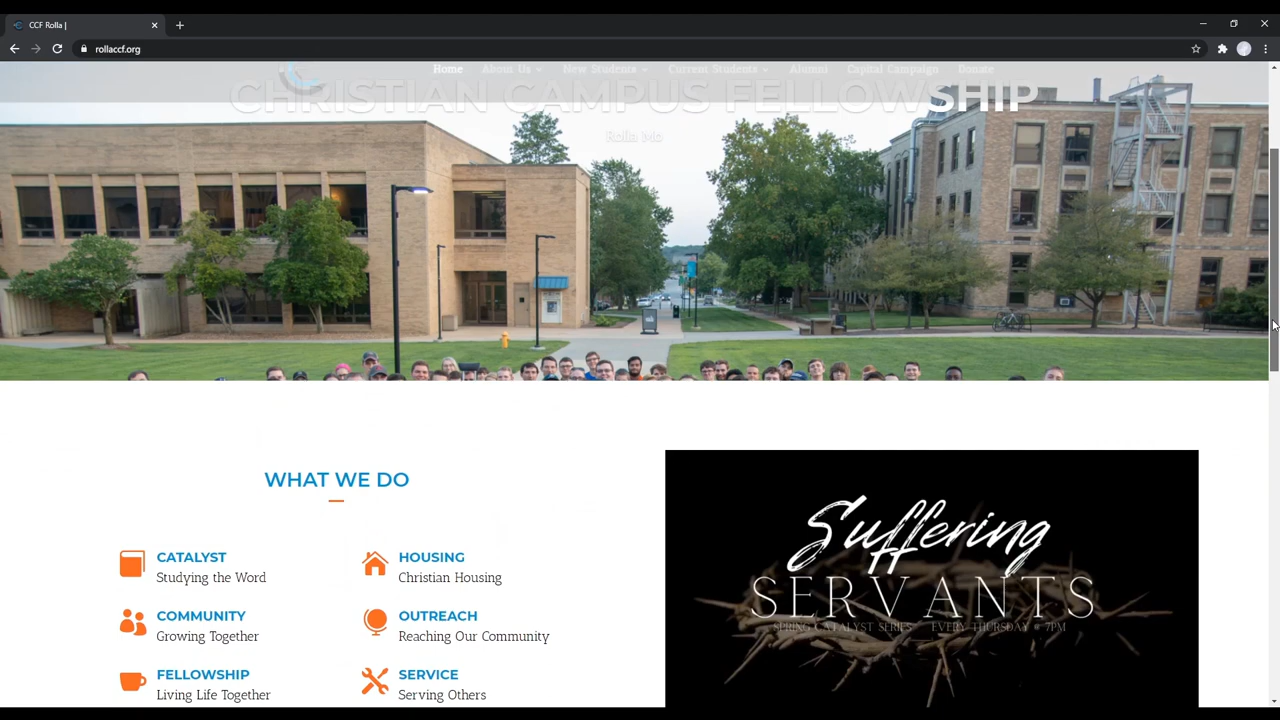 CCF Rolla |
rollaccf.org
Home About Us New Students Current Students Alumni Capital Campaign Donate
CHRISTIAN CAMPUS FELLOWSHIP
Rolla Mo
WHAT WE DO
CATALYST
Studying the Word
HOUSING
Christian Housing
COMMUNITY
Growing Together
OUTREACH
Reaching Our Community
FELLOWSHIP
Living Life Together
SERVICE
Serving Others
Suffering
SERVANTS
SPRING CATALYST SERIES EVERY THURSDAY @ 7PM